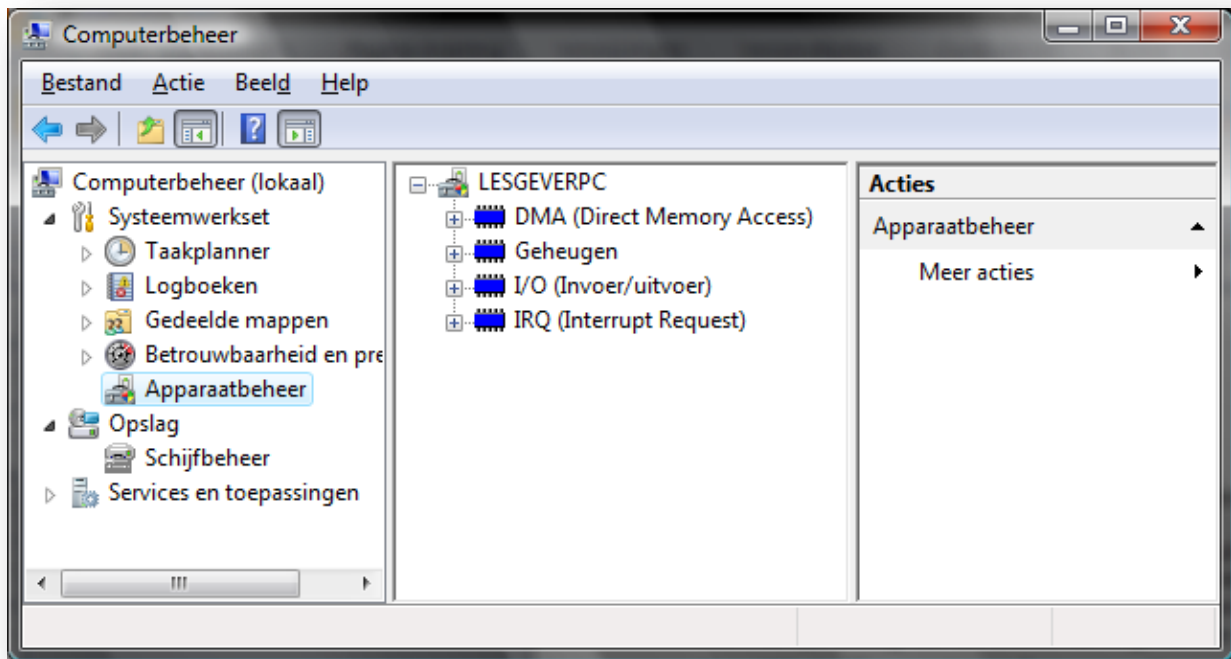 Computerbeheer
Bestand Actie Beeld Help
Computerbeheer (lokaal)
Systeemwerkset
Taakplanner
Logboeken
Gedeelde mappen
Betrouwbaarheid en pre
Apparaatbeheer
Opslag
Schijfbeheer
Services en toepassingen
LESGEVERPC
DMA (Direct Memory Access)
Geheugen
I/O (Invoer/uitvoer)
IRQ (Interrupt Request)
Acties
Apparaatbeheer
Meer acties